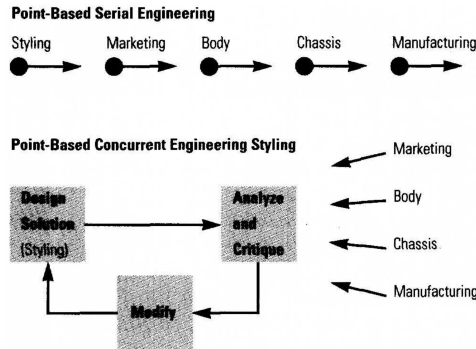 Point-Based Serial Engineering
Styling Marketing Body Chassis Manufacturing
Point-Based Concurrent Engineering Styling
Marketing
Body
Chassis
Manufacturing
Design
Solution
(Styling)
Analyze
and
Critique
Modify